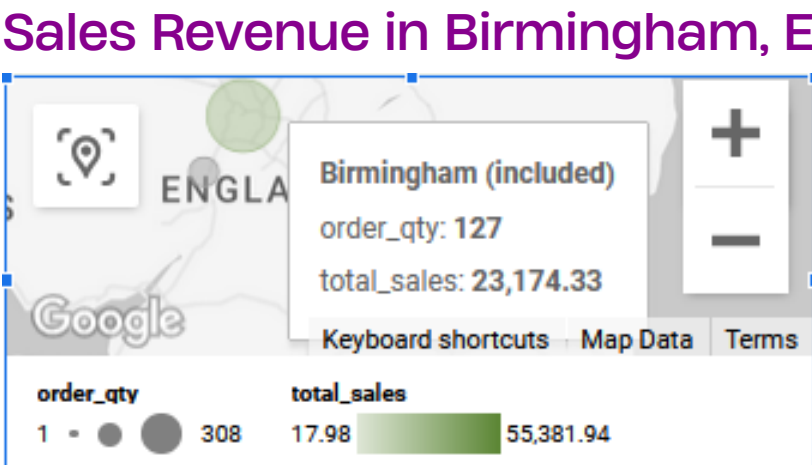 Sales Revenue in Birmingham, E
ENGLA
Birmingham (included)
order_qty: 127
total_sales: 23,174.33
Google
Keyboard shortcuts Map Data Terms
order_qty total_sales
1 308 17.98 55,381.94